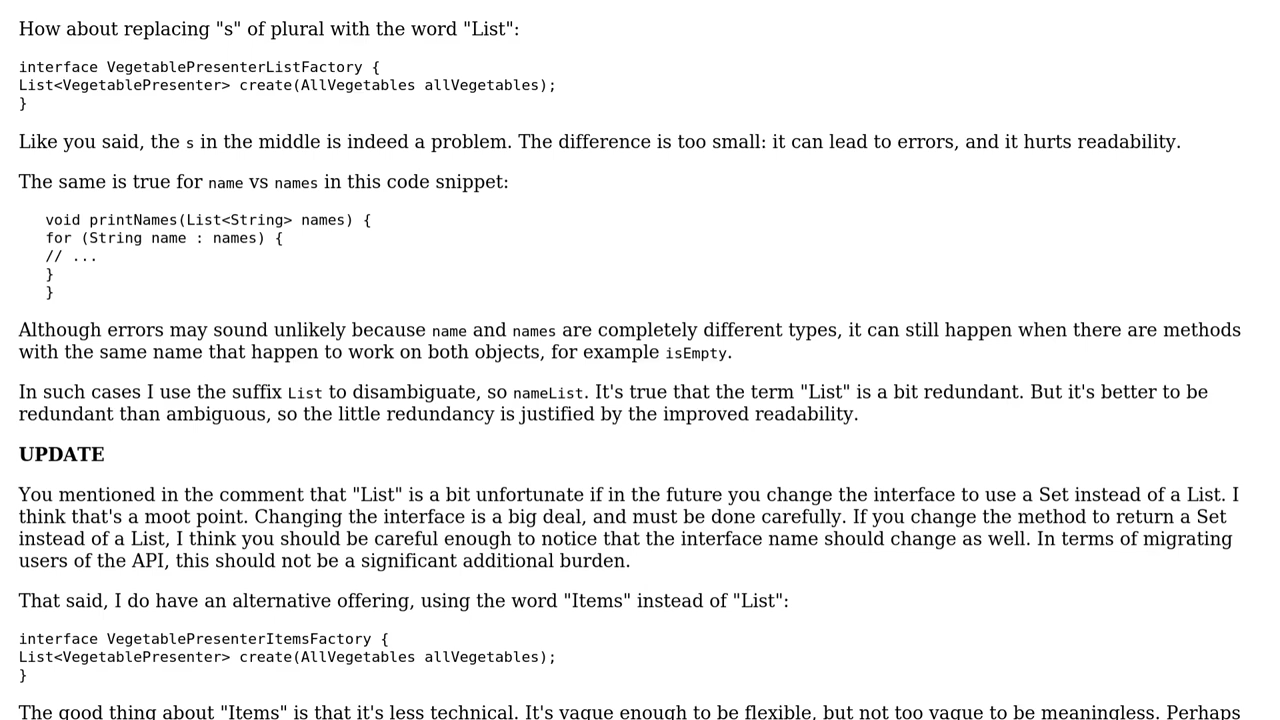 How about replacing "s" of plural with the word "List":
interface VegetablePresenterListFactory {
List<VegetablePresenter> create(AllVegetables allVegetables);
}
Like you said, the s in the middle is indeed a problem. The difference is too small: it can lead to errors, and it hurts readability.
The same is true for name vs names in this code snippet:
void printNames(List<String> names) {
for (String name : names) {
// ...
}
}
Although errors may sound unlikely because name and names are completely different types, it can still happen when there are methods
with the same name that happen to work on both objects, for example isEmpty.
In such cases I use the suffix List to disambiguate, so nameList. It's true that the term "List" is a bit redundant. But it's better to be
redundant than ambiguous, so the little redundancy is justified by the improved readability.
UPDATE
You mentioned in the comment that "List" is a bit unfortunate if in the future you change the interface to use a Set instead of a List. I
think that's a moot point. Changing the interface is a big deal, and must be done carefully. If you change the method to return a Set
instead of a List, I think you should be careful enough to notice that the interface name should change as well. In terms of migrating
users of the API, this should not be a significant additional burden.
That said, I do have an alternative offering, using the word "Items" instead of "List":
interface VegetablePresenterItemsFactory {
List<VegetablePresenter> create(AllVegetables allVegetables);
}
The good thing about "Items" is that it's less technical. It's vague enough to be flexible, but not too vague to be meaningless. Perhaps